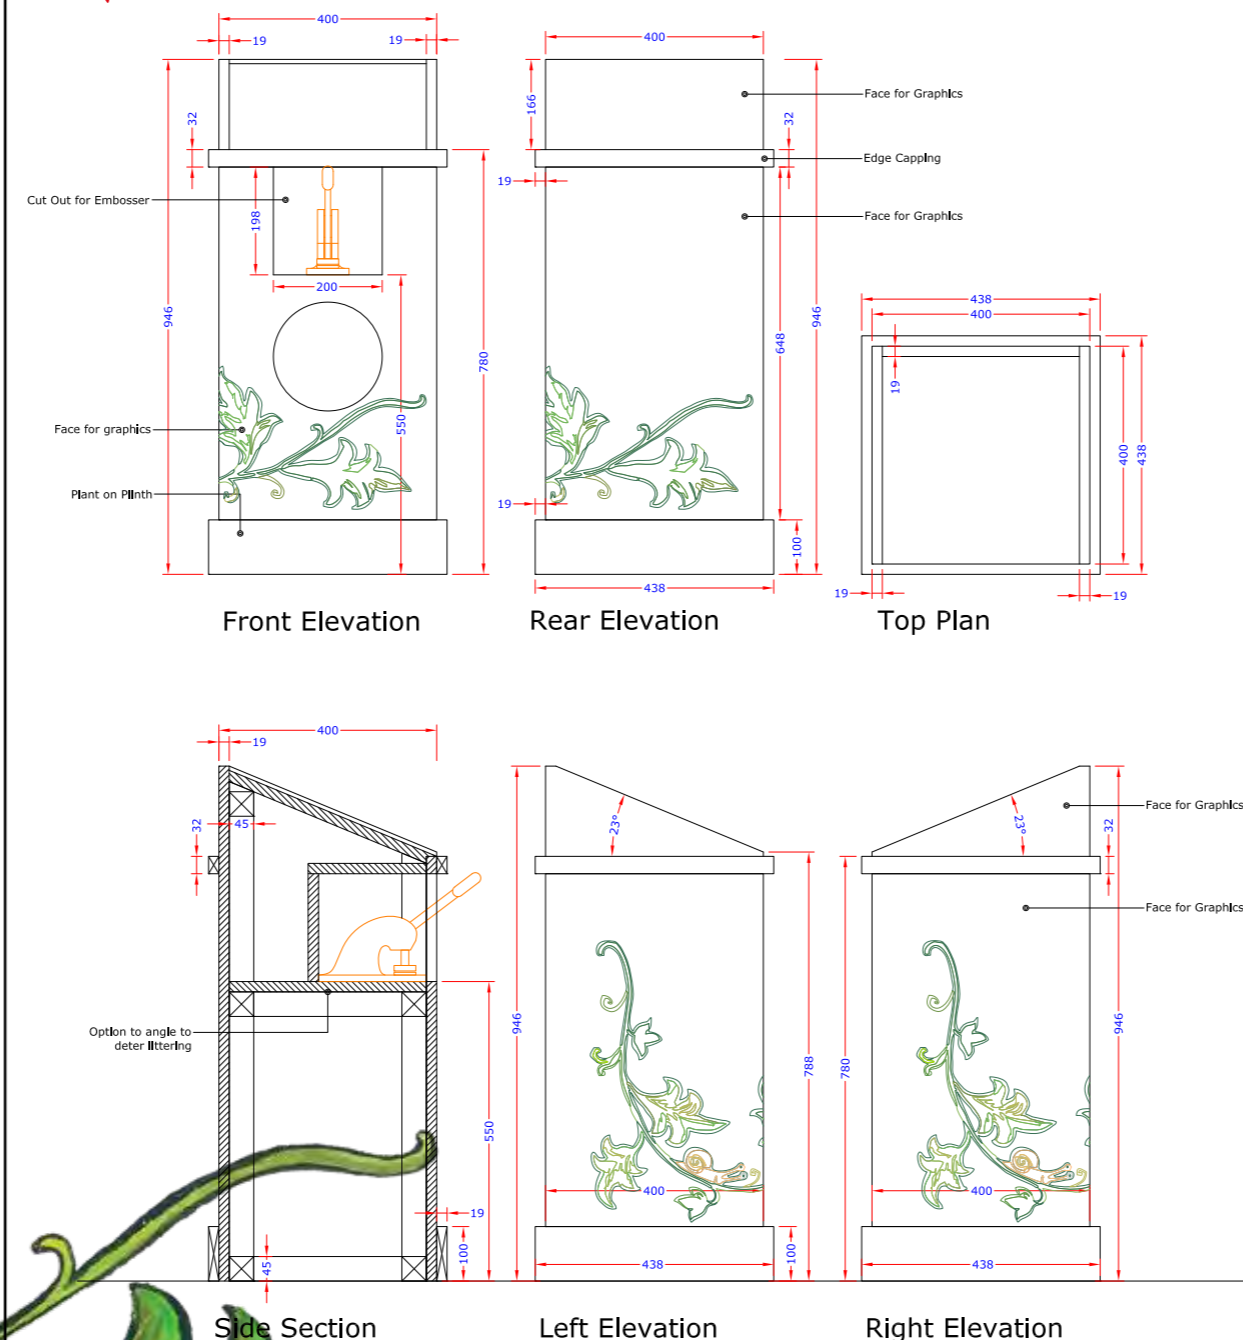 400
19
19
32
Cut Out for Embosser
198
200
946
780
550
Face for graphics
Plant on Plinth
Front Elevation
400
166
32
Face for Graphics
Edge Capping
19
Face for Graphics
648
946
19
100
438
Rear Elevation
438
400
19
400
438
19
19
Top Plan
400
19
32
45
Option to angle to
deter littering
550
19
45
100
Side Section
23°
946
788
400
100
438
Left Elevation
23°
Face for Graphics
32
Face for Graphics
780
946
400
438
Right Elevation